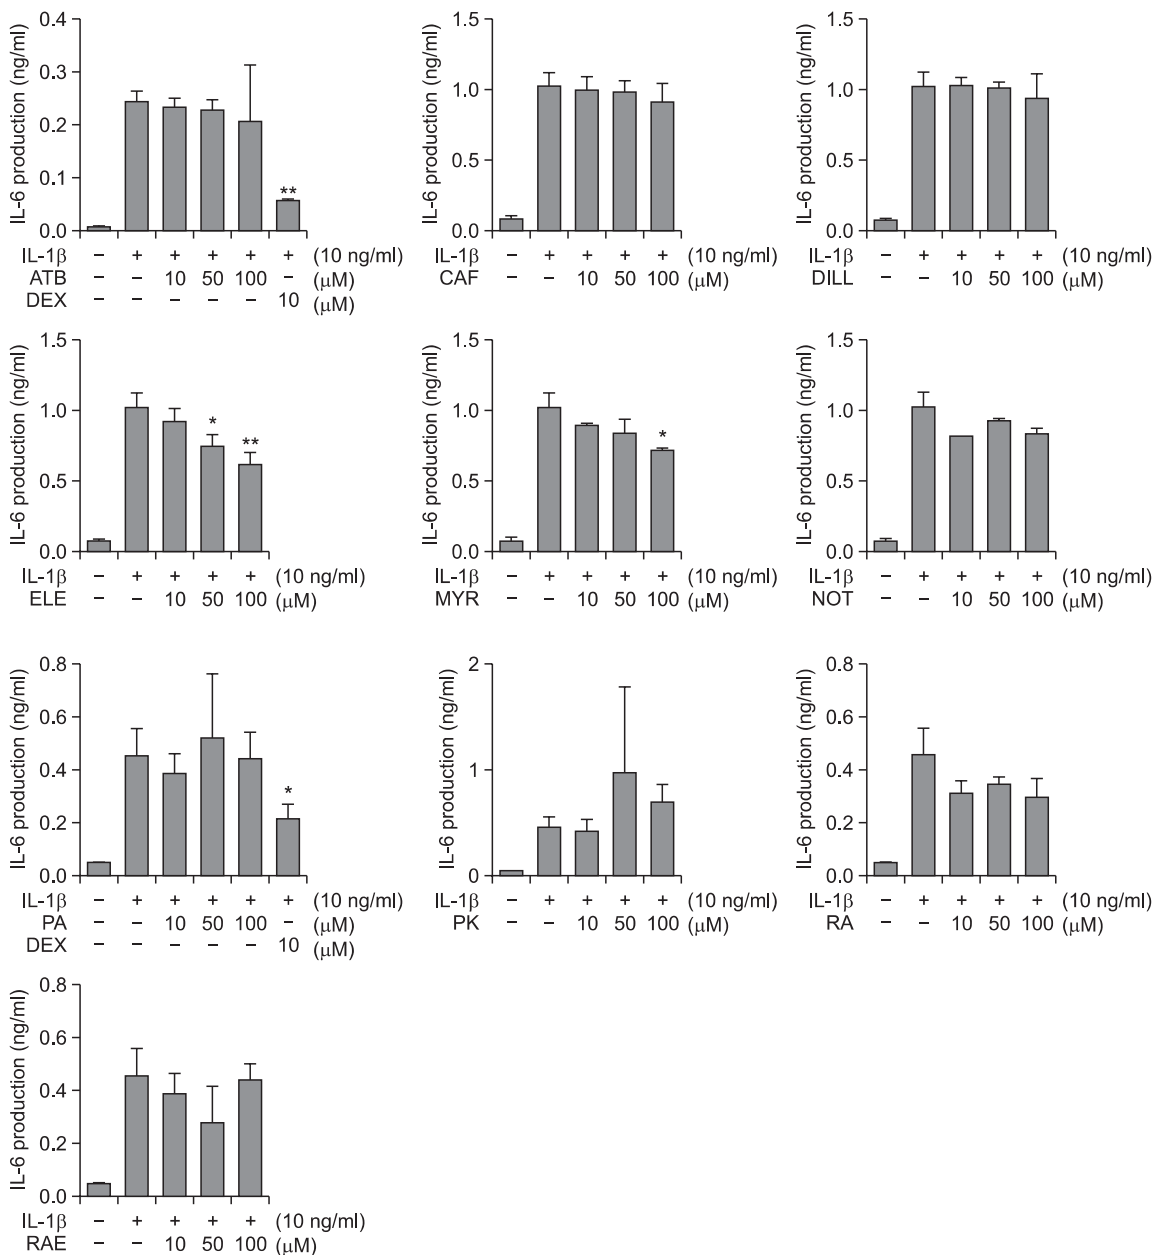 IL-6 production (ng/ml)
0.4
0.3
0.2
0.1
0.0
**
IL-1β – + + + + + (10 ng/ml)
ATB – – 10 50 100 – (μM)
DEX – – – – – 10 (μM)
IL-6 production (ng/ml)
1.5
1.0
0.5
0.0
IL-1β – + + + + (10 ng/ml)
CAF – – 10 50 100 (μM)
IL-6 production (ng/ml)
1.5
1.0
0.5
0.0
IL-1β – + + + + (10 ng/ml)
DILL – – 10 50 100 (μM)
IL-6 production (ng/ml)
1.5
1.0
0.5
0.0
*
**
IL-1β – + + + + (10 ng/ml)
ELE – – 10 50 100 (μM)
IL-6 production (ng/ml)
1.5
1.0
0.5
0.0
*
IL-1β – + + + + (10 ng/ml)
MYR – – 10 50 100 (μM)
IL-6 production (ng/ml)
1.5
1.0
0.5
0.0
IL-1β – + + + + (10 ng/ml)
NOT – – 10 50 100 (μM)
IL-6 production (ng/ml)
0.8
0.6
0.4
0.2
0.0
*
IL-1β – + + + + + (10 ng/ml)
PA – – 10 50 100 – (μM)
DEX – – – – – 10 (μM)
IL-6 production (ng/ml)
2
1
0
IL-1β – + + + + (10 ng/ml)
PK – – 10 50 100 (μM)
IL-6 production (ng/ml)
0.8
0.6
0.4
0.2
0.0
IL-1β – + + + + (10 ng/ml)
RA – – 10 50 100 (μM)
IL-6 production (ng/ml)
0.8
0.6
0.4
0.2
0.0
IL-1β – + + + + (10 ng/ml)
RAE – – 10 50 100 (μM)